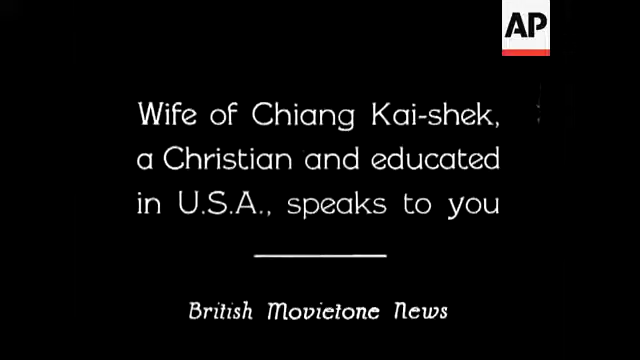 AP
Wife of Chiang Kai-shek,
a Christian and educated
in U.S.A., speaks to you
British Movietone News